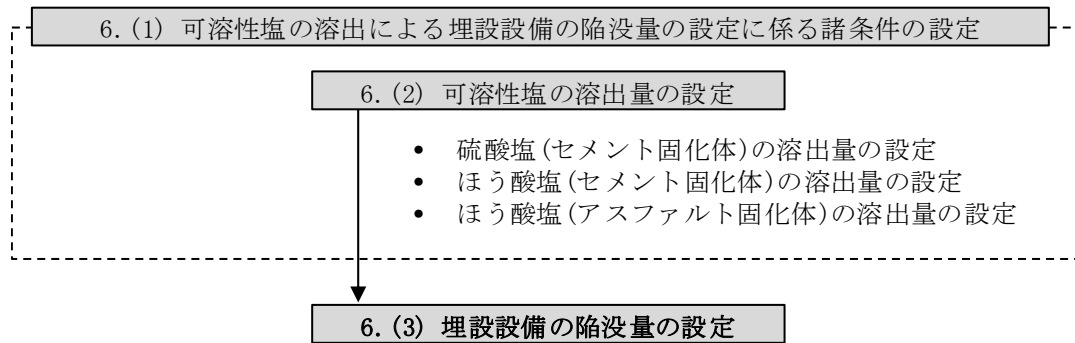 6.(1) 可溶性塩の溶出による埋設設備の陥没量の設定に係る諸条件の設定
6.(2) 可溶性塩の溶出量の設定
• 硫酸塩(セメント固化体)の溶出量の設定
• ほう酸塩(セメント固化体)の溶出量の設定
• ほう酸塩(アスファルト固化体)の溶出量の設定
6.(3) 埋設設備の陥没量の設定